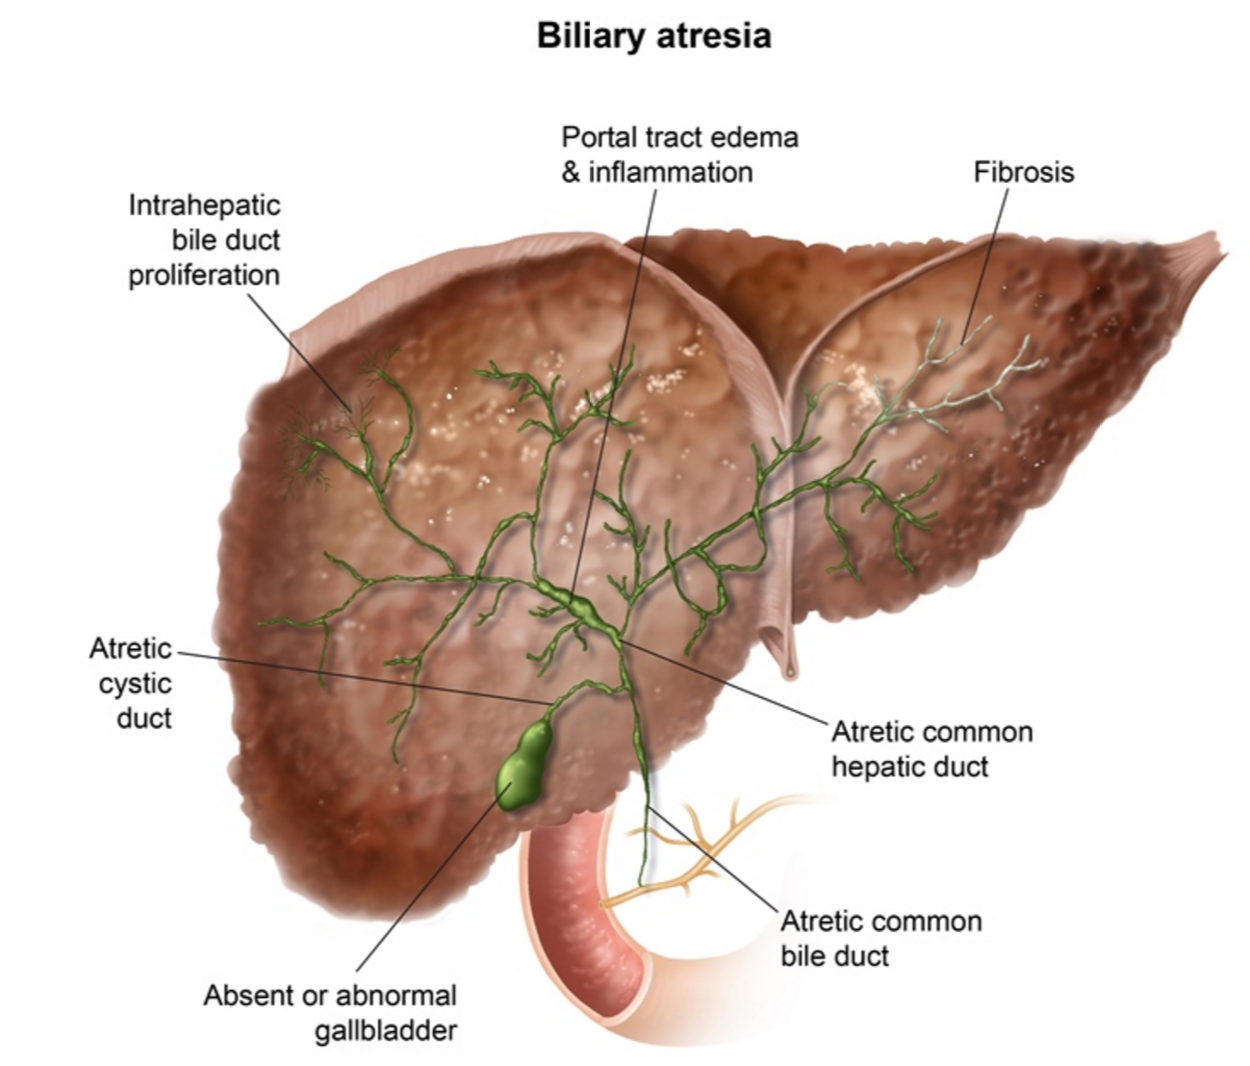 Biliary atresia
Portal tract edema
& inflammation
Fibrosis
Intrahepatic
bile duct
proliferation
Atretic
cystic
duct
Atretic common
hepatic duct
Atretic common
bile duct
Absent or abnormal
gallbladder